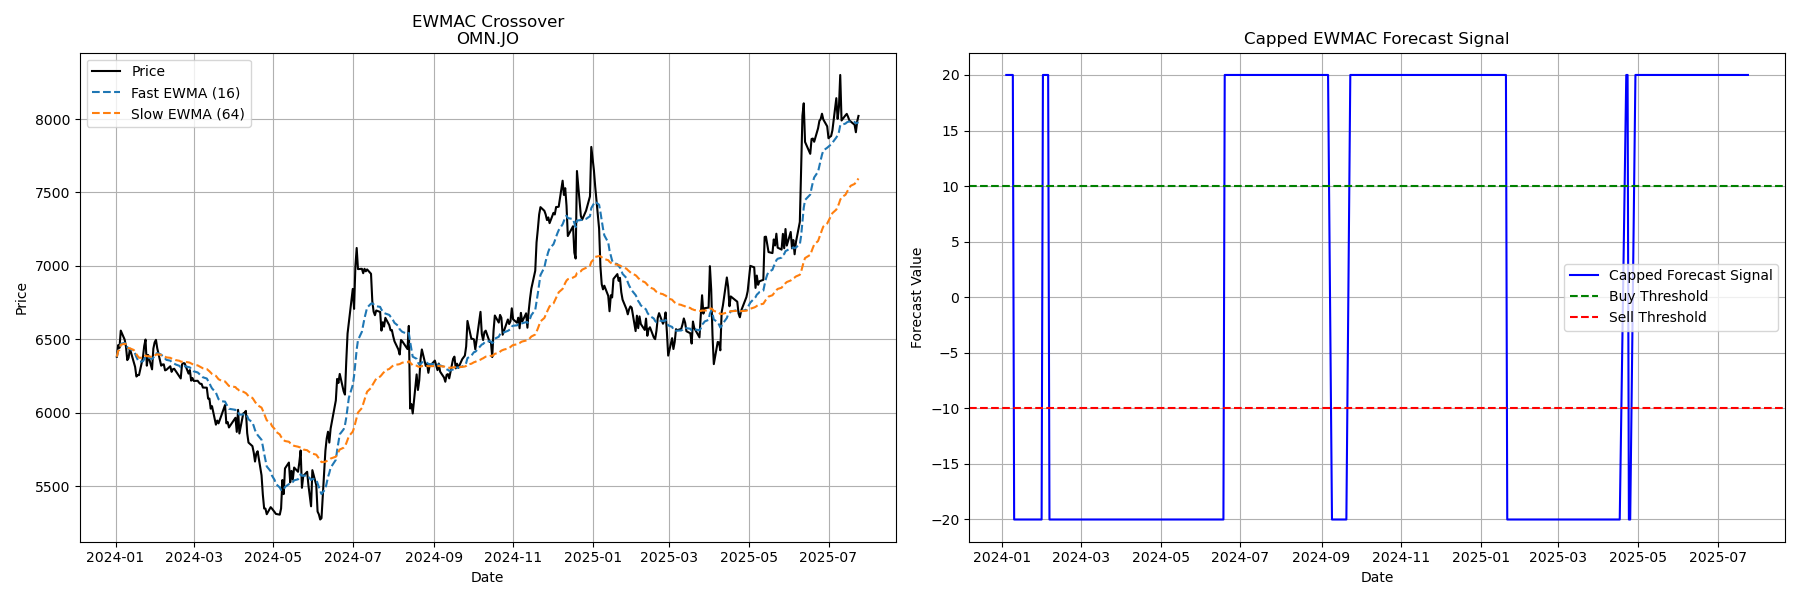 EWMAC Crossover
OMN.JO
Price
Fast EWMA (16)
Slow EWMA (64)
8000
7500
7000
6500
6000
5500
Price
2024-01 2024-03 2024-05 2024-07 2024-09 2024-11 2025-01 2025-03 2025-05 2025-07
Date
Capped EWMAC Forecast Signal
20
15
10
5
0
−5
−10
−15
−20
Forecast Value
Capped Forecast Signal
Buy Threshold
Sell Threshold
2024-01 2024-03 2024-05 2024-07 2024-09 2024-11 2025-01 2025-03 2025-05 2025-07
Date